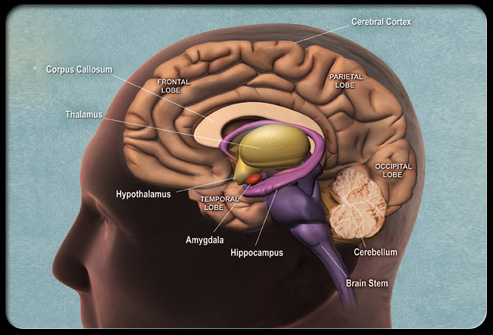 Cerebral Cortex
Corpus Callosum
FRONTAL
LOBE
PARIETAL
LOBE
Thalamus
OCCIPITAL
LOBE
Hypothalamus
TEMPORAL
LOBE
Amygdala
Hippocampus
Cerebellum
Brain Stem